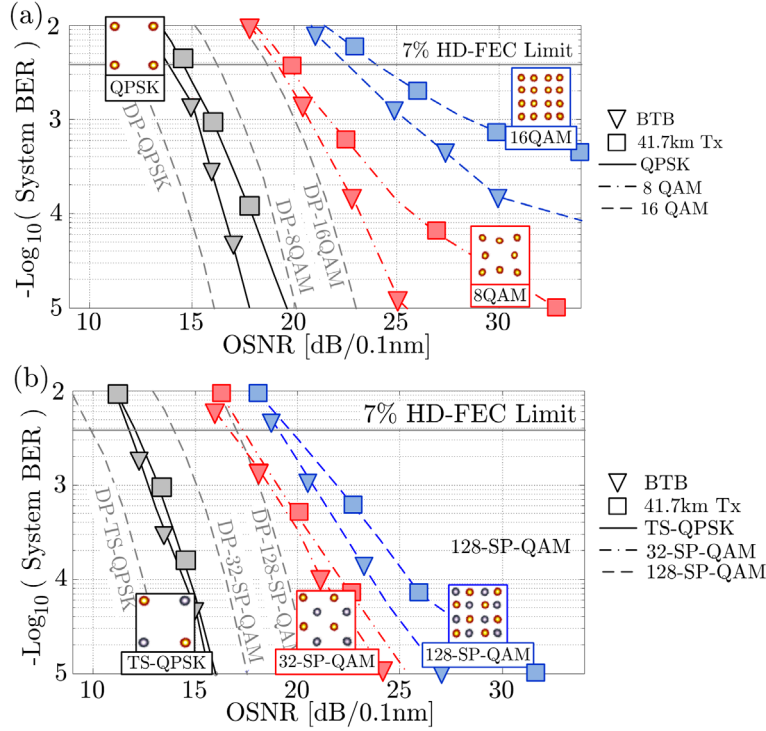 (a)
-Log10( System BER )
2
3
4
5
7% HD-FEC Limit
QPSK
16QAM
8QAM
DP-QPSK
DP-8QAM
DP-16QAM
BTB
41.7km Tx
QPSK
8 QAM
16 QAM
10 15 20 25 30
OSNR [dB/0.1nm]
(b)
-Log10( System BER )
2
3
4
5
7% HD-FEC Limit
DP-TS-QPSK
DP-32-SP-QAM
DP-128-SP-QAM
128-SP-QAM
TS-QPSK
32-SP-QAM
128-SP-QAM
BTB
41.7km Tx
TS-QPSK
32-SP-QAM
128-SP-QAM
10 15 20 25 30
OSNR [dB/0.1nm]